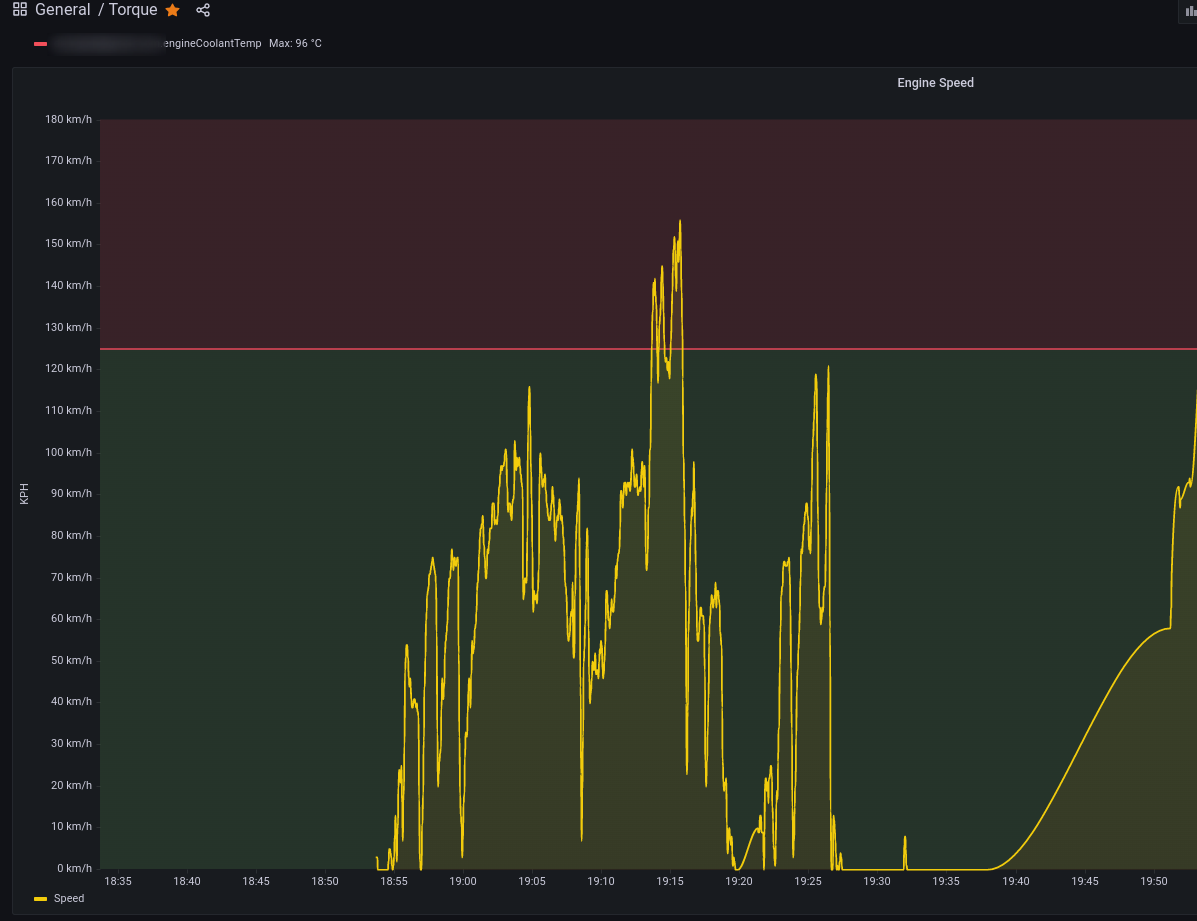 General / Torque
engineCoolantTemp Max: 96 °C
Engine Speed
180 km/h
170 km/h
160 km/h
150 km/h
140 km/h
130 km/h
120 km/h
110 km/h
100 km/h
90 km/h
80 km/h
70 km/h
60 km/h
50 km/h
40 km/h
30 km/h
20 km/h
10 km/h
0 km/h
KPH
18:35 18:40 18:45 18:50 18:55 19:00 19:05 19:10 19:15 19:20 19:25 19:30 19:35 19:40 19:45 19:50
Speed